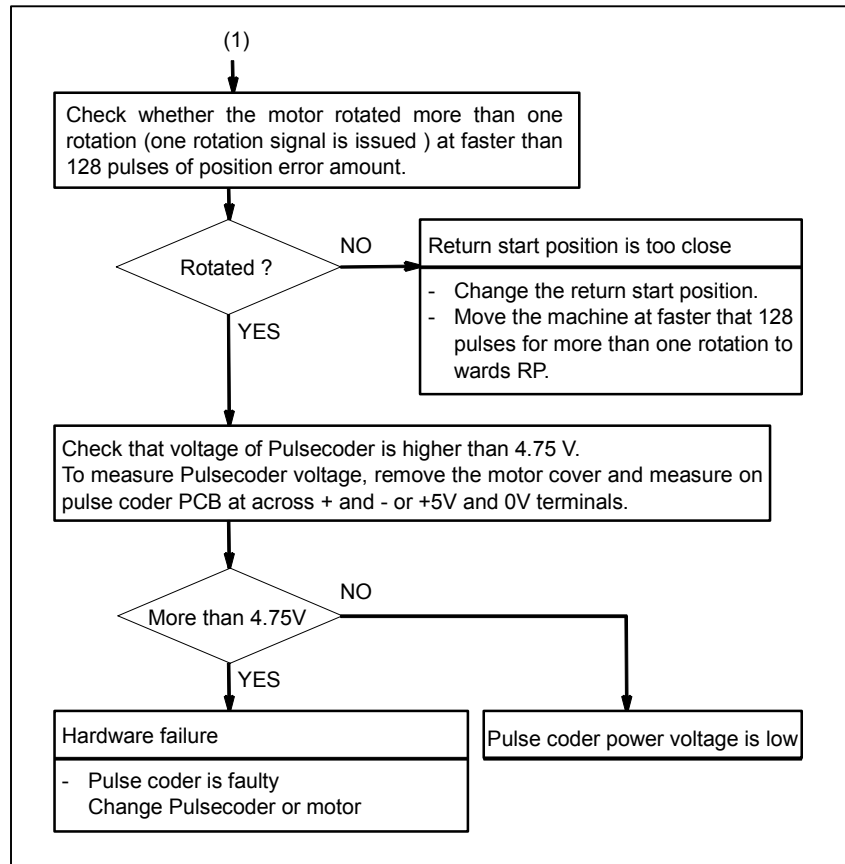 (1)
Check whether the motor rotated more than one
rotation (one rotation signal is issued ) at faster than
128 pulses of position error amount.
Rotated ?
NO
Return start position is too close
- Change the return start position.
- Move the machine at faster that 128
pulses for more than one rotation to
wards RP.
YES
Check that voltage of Pulsecoder is higher than 4.75 V.
To measure Pulsecoder voltage, remove the motor cover and measure on
pulse coder PCB at across + and - or +5V and 0V terminals.
More than 4.75V
NO
YES
Hardware failure
- Pulse coder is faulty
Change Pulsecoder or motor
Pulse coder power voltage is low